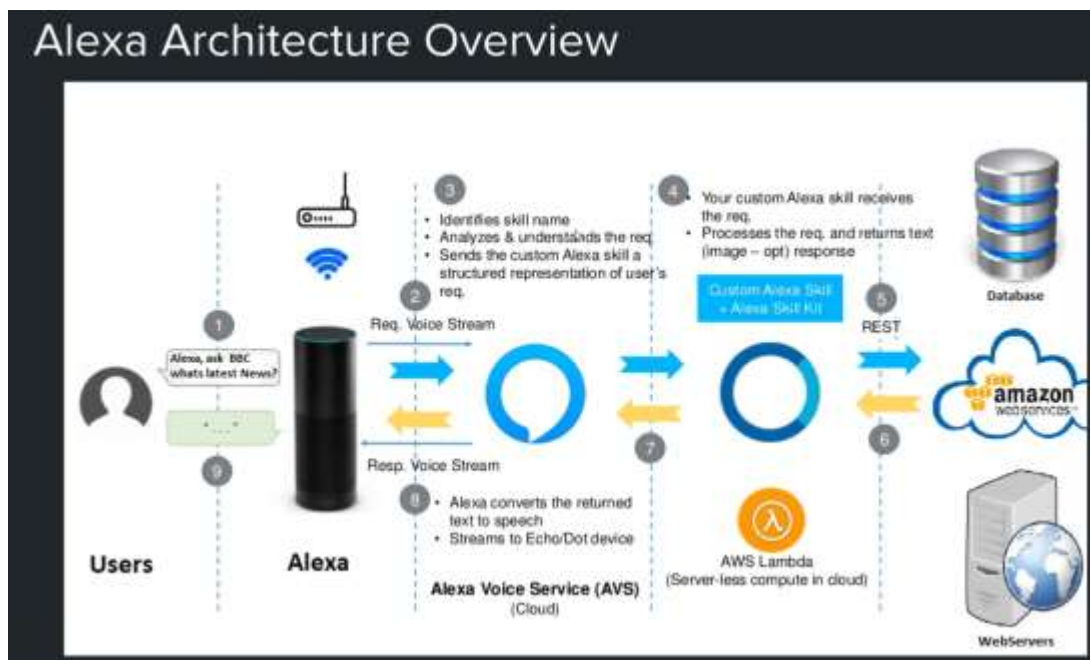 Alexa Architecture Overview
1
Alexa, ask BBC
whats latest News?
"..."
9
Users
Alexa
3
• Identifies skill name
• Analyzes & understands the req.
• Sends the custom Alexa skill a
structured representation of user's
req.
2
Req. Voice Stream
Resp. Voice Stream
8
• Alexa converts the returned
text to speech
• Streams to Echo/Dot device
Alexa Voice Service (AVS)
(Cloud)
7
4
• Your custom Alexa skill receives
the req.
• Processes the req. and returns text
(image – opt) response
Custom Alexa Skill
+ Alexa Skill Kit
λ
AWS Lambda
(Server-less compute in cloud)
5
REST
6
Database
amazon
webservices™
WebServers